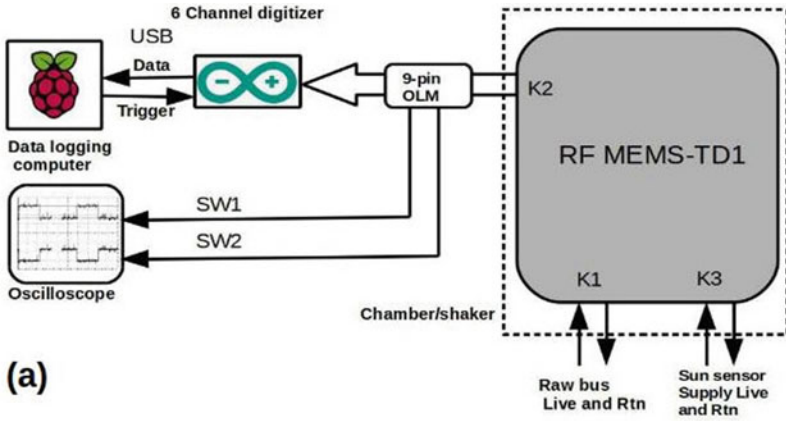 6 Channel digitizer
USB
Data
Trigger
Data logging
computer
9-pin
OLM
K2
RF MEMS-TD1
SW1
SW2
Oscilloscope
K1
K3
Chamber/shaker
(a)
Raw bus
Live and Rtn
Sun sensor
Supply Live
and Rtn